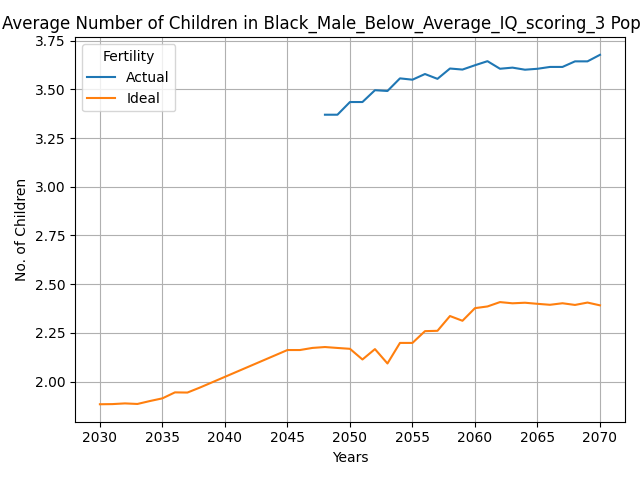 Average Number of Children in Black_Male_Below_Average_IQ_scoring_3 Pop
3.75
3.50
3.25
3.00
2.75
2.50
2.25
2.00
No. of Children
Fertility
Actual
Ideal
2030 2035 2040 2045 2050 2055 2060 2065 2070
Years